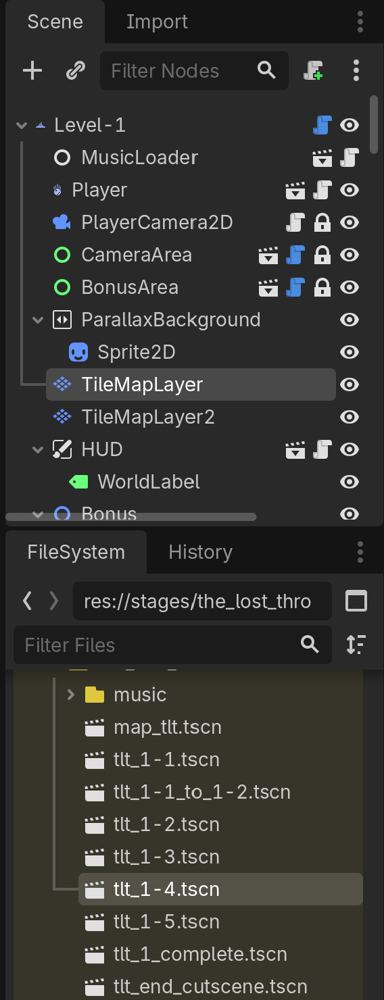 Scene Import
Filter Nodes
Level-1
MusicLoader
Player
PlayerCamera2D
CameraArea
BonusArea
ParallaxBackground
Sprite2D
TileMapLayer
TileMapLayer2
HUD
WorldLabel
Bonus
FileSystem History
res://stages/the_lost_thro
Filter Files
music
map_tlt.tscn
tlt_1-1.tscn
tlt_1-1_to_1-2.tscn
tlt_1-2.tscn
tlt_1-3.tscn
tlt_1-4.tscn
tlt_1-5.tscn
tlt_1_complete.tscn
tlt_end_cutscene.tscn